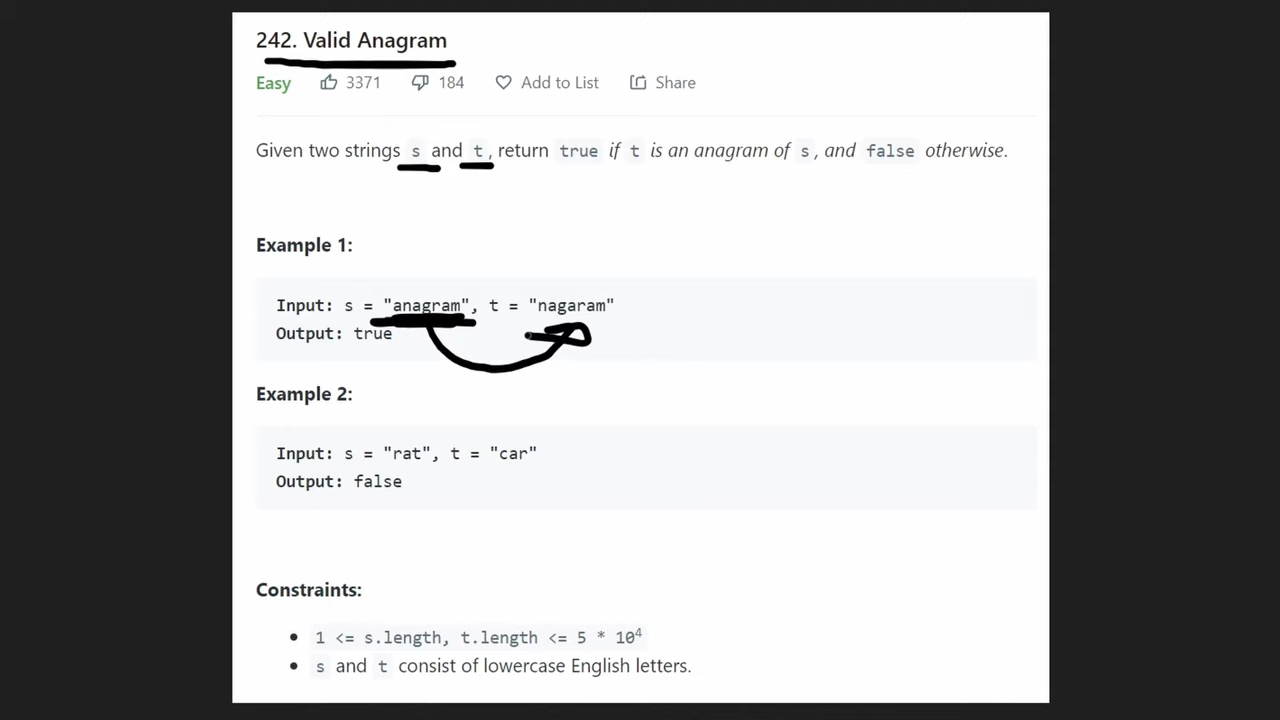 242. Valid Anagram
Easy 3371 184 Add to List Share
Given two strings s and t, return true if t is an anagram of s, and false otherwise.
Example 1:
Input: s = "anagram", t = "nagaram"
Output: true
Example 2:
Input: s = "rat", t = "car"
Output: false
Constraints:
• 1 <= s.length, t.length <= 5 * 10⁴
• s and t consist of lowercase English letters.